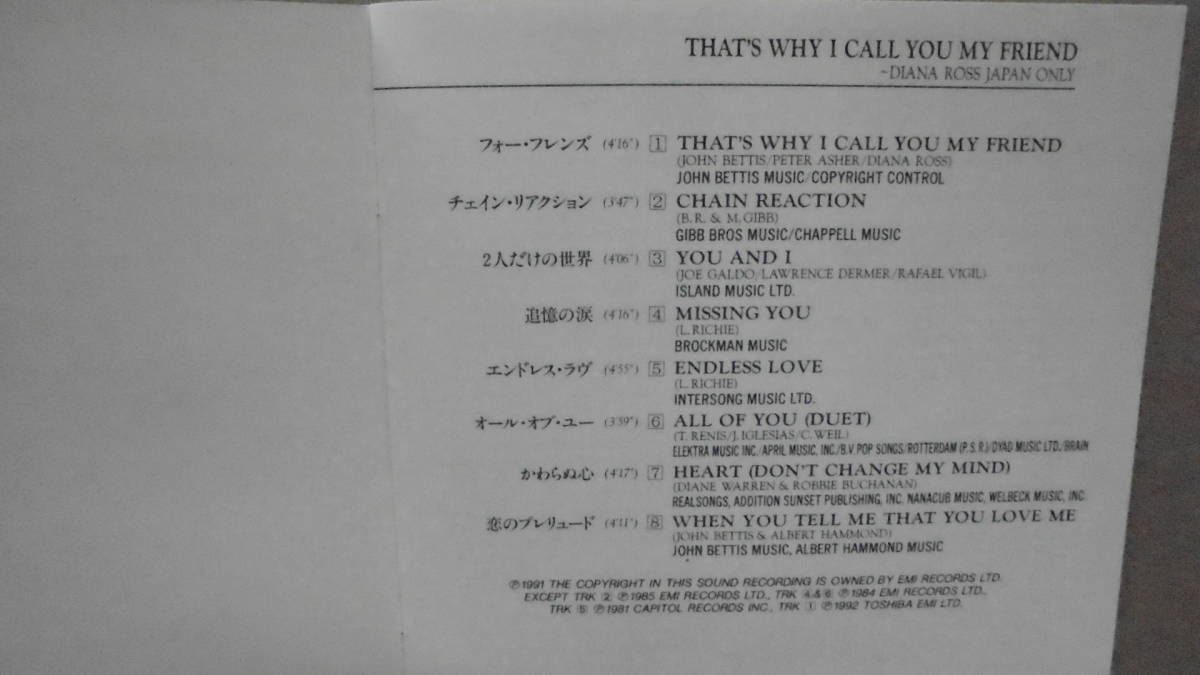 THAT'S WHY I CALL YOU MY FRIEND
~DIANA ROSS JAPAN ONLY
フォー・フレンズ (4'16") 1 THAT'S WHY I CALL YOU MY FRIEND
(JOHN BETTIS/PETER ASHER/DIANA ROSS)
JOHN BETTIS MUSIC/COPYRIGHT CONTROL
チェイン・リアクション (3'47") 2 CHAIN REACTION
(B.R. & M.GIBB)
GIBB BROS MUSIC/CHAPPELL MUSIC
2人だけの世界 (4'06") 3 YOU AND I
(JOE GALDO/LAWRENCE DERMER/RAFAEL VIGIL)
ISLAND MUSIC LTD.
追憶の涙 (4'16") 4 MISSING YOU
(L.RICHIE)
BROCKMAN MUSIC
エンドレス・ラヴ (4'55") 5 ENDLESS LOVE
(L.RICHIE)
INTERSONG MUSIC LTD.
オール・オブ・ユー (3'59") 6 ALL OF YOU (DUET)
(T. RENIS/J.IGLESIAS/C.WEIL)
ELEKTRA MUSIC INC./APRIL MUSIC, INC./B.V POP SONGS/ROTTERDAM (P.S.R.)/DYAD MUSIC LTD./BRAIN
かわらぬ心 (4'17") 7 HEART (DON'T CHANGE MY MIND)
(DIANE WARREN & ROBBIE BUCHANAN)
REALSONGS, ADDITION SUNSET PUBLISHING, INC. NANACUB MUSIC, WELBECK MUSIC, INC.
恋のプレリュード (4'11") 8 WHEN YOU TELL ME THAT YOU LOVE ME
(JOHN BETTIS & ALBERT HAMMOND)
JOHN BETTIS MUSIC, ALBERT HAMMOND MUSIC
℗1991 THE COPYRIGHT IN THIS SOUND RECORDING IS OWNED BY EMI RECORDS LTD.
EXCEPT TRK ② ℗1985 EMI RECORDS LTD., TRK ④ & ⑥ ℗1984 EMI RECORDS LTD.,
TRK ⑤ ℗1981 CAPITOL RECORDS INC., TRK ① ℗1992 TOSHIBA EMI LTD.